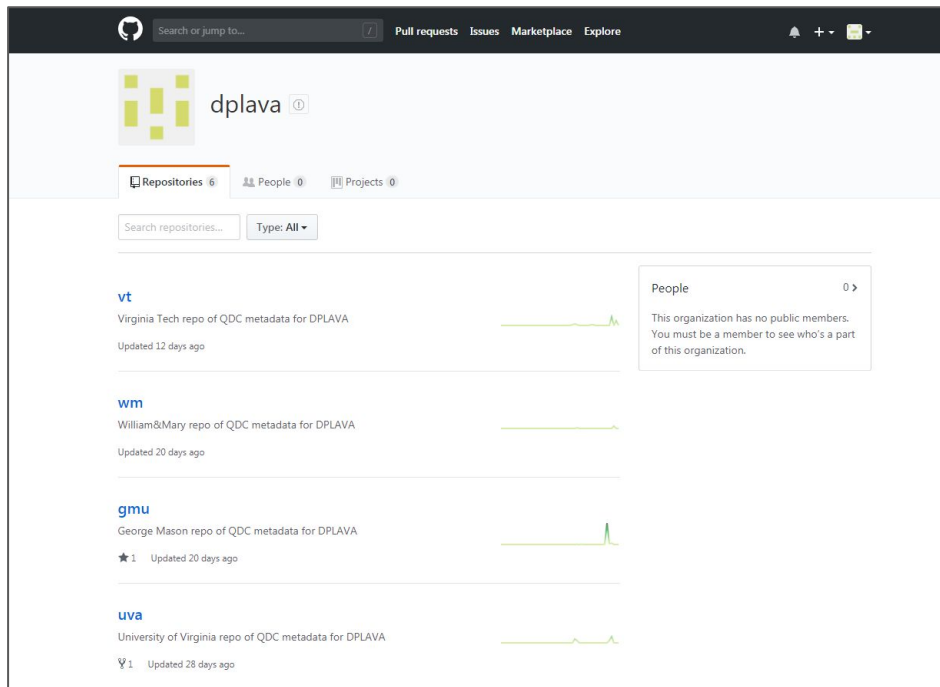 Search or jump to... / Pull requests Issues Marketplace Explore
dplava
Repositories 6 People 0 Projects 0
Search repositories... Type: All
vt
Virginia Tech repo of QDC metadata for DPLAVA
Updated 12 days ago
wm
William&Mary repo of QDC metadata for DPLAVA
Updated 20 days ago
gmu
George Mason repo of QDC metadata for DPLAVA
1 Updated 20 days ago
uva
University of Virginia repo of QDC metadata for DPLAVA
1 Updated 28 days ago
People 0
This organization has no public members.
You must be a member to see who's a part
of this organization.